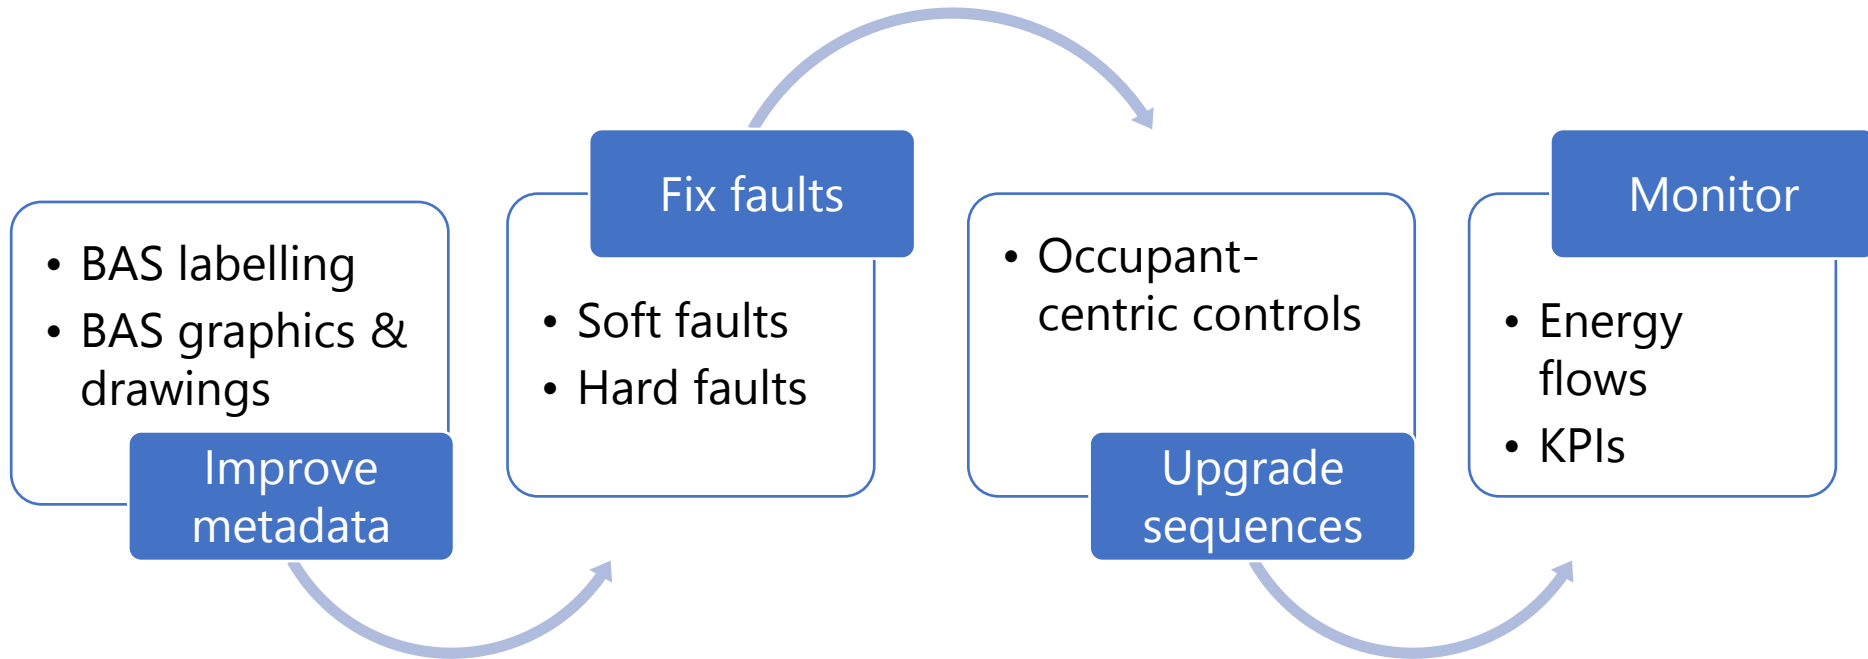 • BAS labelling
• BAS graphics &
drawings
Improve
metadata
Fix faults
• Soft faults
• Hard faults
• Occupant-
centric controls
Upgrade
sequences
Monitor
• Energy
flows
• KPIs